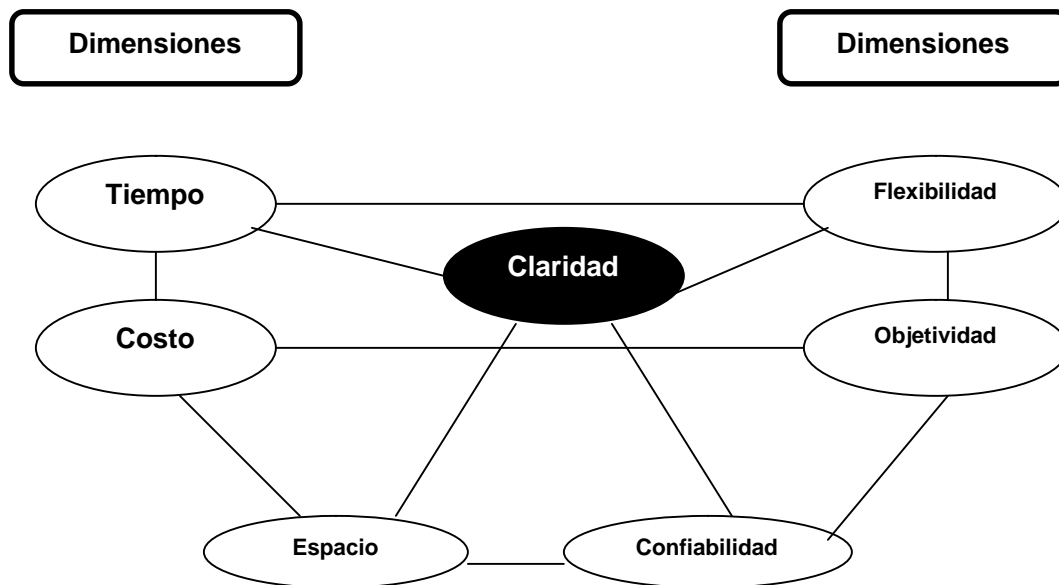 Dimensiones
Dimensiones
Tiempo
Flexibilidad
Claridad
Costo
Objetividad
Espacio
Confiabilidad